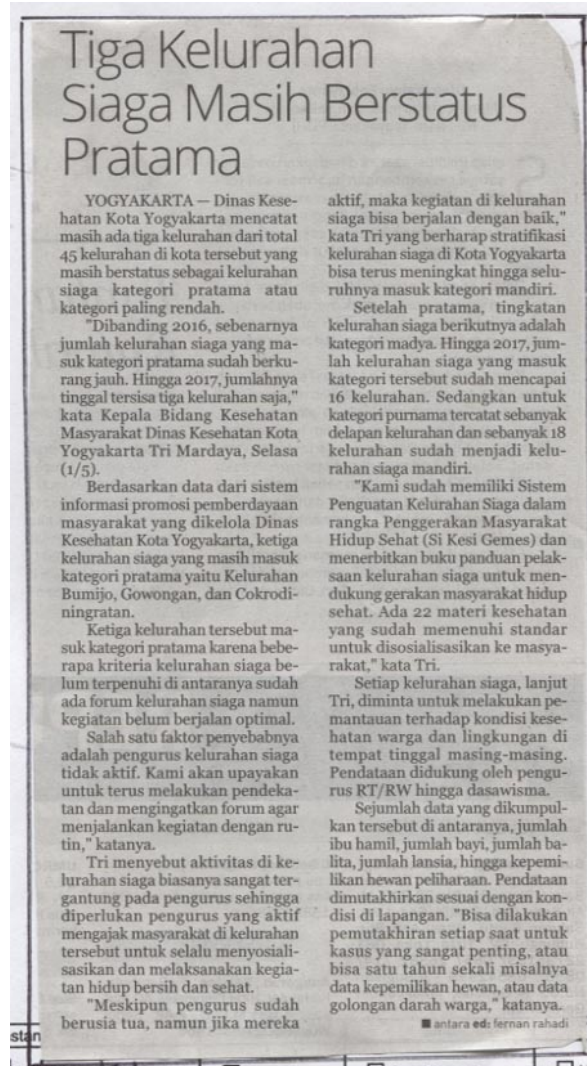 Tiga Kelurahan
Siaga Masih Berstatus
Pratama
YOGYAKARTA — Dinas Kese-
hatan Kota Yogyakarta mencatat
masih ada tiga kelurahan dari total
45 kelurahan di kota tersebut yang
masih berstatus sebagai kelurahan
siaga kategori pratama atau
kategori paling rendah.
"Dibanding 2016, sebenarnya
jumlah kelurahan siaga yang ma-
suk kategori pratama sudah berku-
rang jauh. Hingga 2017, jumlahnya
tinggal tersisa tiga kelurahan saja,"
kata Kepala Bidang Kesehatan
Masyarakat Dinas Kesehatan Kota
Yogyakarta Tri Mardaya, Selasa
(1/5).
Berdasarkan data dari sistem
informasi promosi pemberdayaan
masyarakat yang dikelola Dinas
Kesehatan Kota Yogyakarta, ketiga
kelurahan siaga yang masih masuk
kategori pratama yaitu Kelurahan
Bumijo, Gowongan, dan Cokrodi-
ningratan.
Ketiga kelurahan tersebut ma-
suk kategori pratama karena bebe-
rapa kriteria kelurahan siaga be-
lum terpenuhi di antaranya sudah
ada forum kelurahan siaga namun
kegiatan belum berjalan optimal.
Salah satu faktor penyebabnya
adalah pengurus kelurahan siaga
tidak aktif. Kami akan upayakan
untuk terus melakukan pendeka-
tan dan mengingatkan forum agar
menjalankan kegiatan dengan ru-
tin," katanya.
Tri menyebut aktivitas di ke-
lurahan siaga biasanya sangat ter-
gantung pada pengurus sehingga
diperlukan pengurus yang aktif
mengajak masyarakat di kelurahan
tersebut untuk selalu menyosiali-
sasikan dan melaksanakan kegia-
tan hidup bersih dan sehat.
"Meskipun pengurus sudah
berusia tua, namun jika mereka
aktif, maka kegiatan di kelurahan
siaga bisa berjalan dengan baik,"
kata Tri yang berharap stratifikasi
kelurahan siaga di Kota Yogyakarta
bisa terus meningkat hingga selu-
ruhnya masuk kategori mandiri.
Setelah pratama, tingkatan
kelurahan siaga berikutnya adalah
kategori madya. Hingga 2017, jum-
lah kelurahan siaga yang masuk
kategori tersebut sudah mencapai
16 kelurahan. Sedangkan untuk
kategori purnama tercatat sebanyak
delapan kelurahan dan sebanyak 18
kelurahan sudah menjadi kelu-
rahan siaga mandiri.
"Kami sudah memiliki Sistem
Penguatan Kelurahan Siaga dalam
rangka Penggerakan Masyarakat
Hidup Sehat (Si Kesi Gemes) dan
menerbitkan buku panduan pelak-
saan kelurahan siaga untuk men-
dukung gerakan masyarakat hidup
sehat. Ada 22 materi kesehatan
yang sudah memenuhi standar
untuk disosialisasikan ke masya-
rakat," kata Tri.
Setiap kelurahan siaga, lanjut
Tri, diminta untuk melakukan pe-
mantauan terhadap kondisi kese-
hatan warga dan lingkungan di
tempat tinggal masing-masing.
Pendataan didukung oleh pengu-
rus RT/RW hingga dasawisma.
Sejumlah data yang dikumpul-
kan tersebut di antaranya, jumlah
ibu hamil, jumlah bayi, jumlah ba-
lita, jumlah lansia, hingga kepemi-
likan hewan peliharaan. Pendataan
dimutakhirkan sesuai dengan kon-
disi di lapangan. "Bisa dilakukan
pemutakhiran setiap saat untuk
kasus yang sangat penting, atau
bisa satu tahun sekali misalnya
data kepemilikan hewan, atau data
golongan darah warga," katanya.
■ antara ed: fernan rahadi
stan